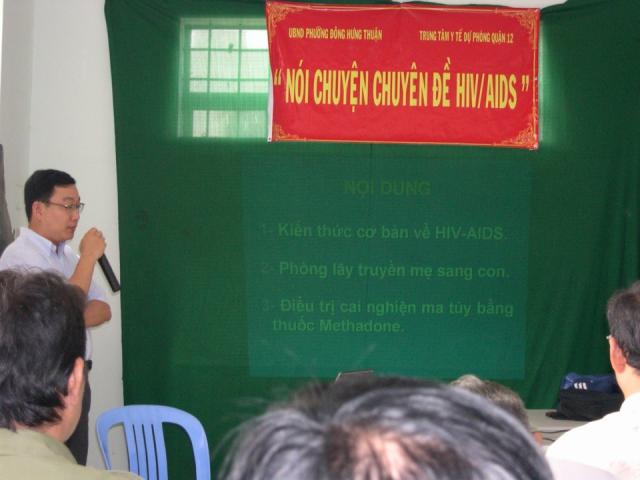 UBND PHƯỜNG ĐÔNG HƯNG THUẬN
TRUNG TÂM Y TẾ DỰ PHÒNG QUẬN 12
“ NÓI CHUYỆN CHUYÊN ĐỀ HIV/AIDS ”
NỘI DUNG
1- Kiến thức cơ bản về HIV-AIDS.
2- Phòng lây truyền mẹ sang con.
3- Điều trị cai nghiện ma túy bằng
thuốc Methadone.